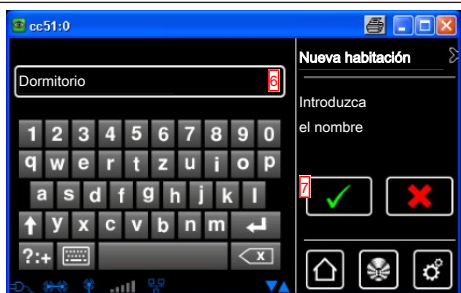 cc51:0
Nueva habitación
Dormitorio
6
Introduzca
el nombre
1 2 3 4 5 6 7 8 9 0
q w e r t z u i o p
a s d f g h j k l
y x c v b n m
?:+
x
7